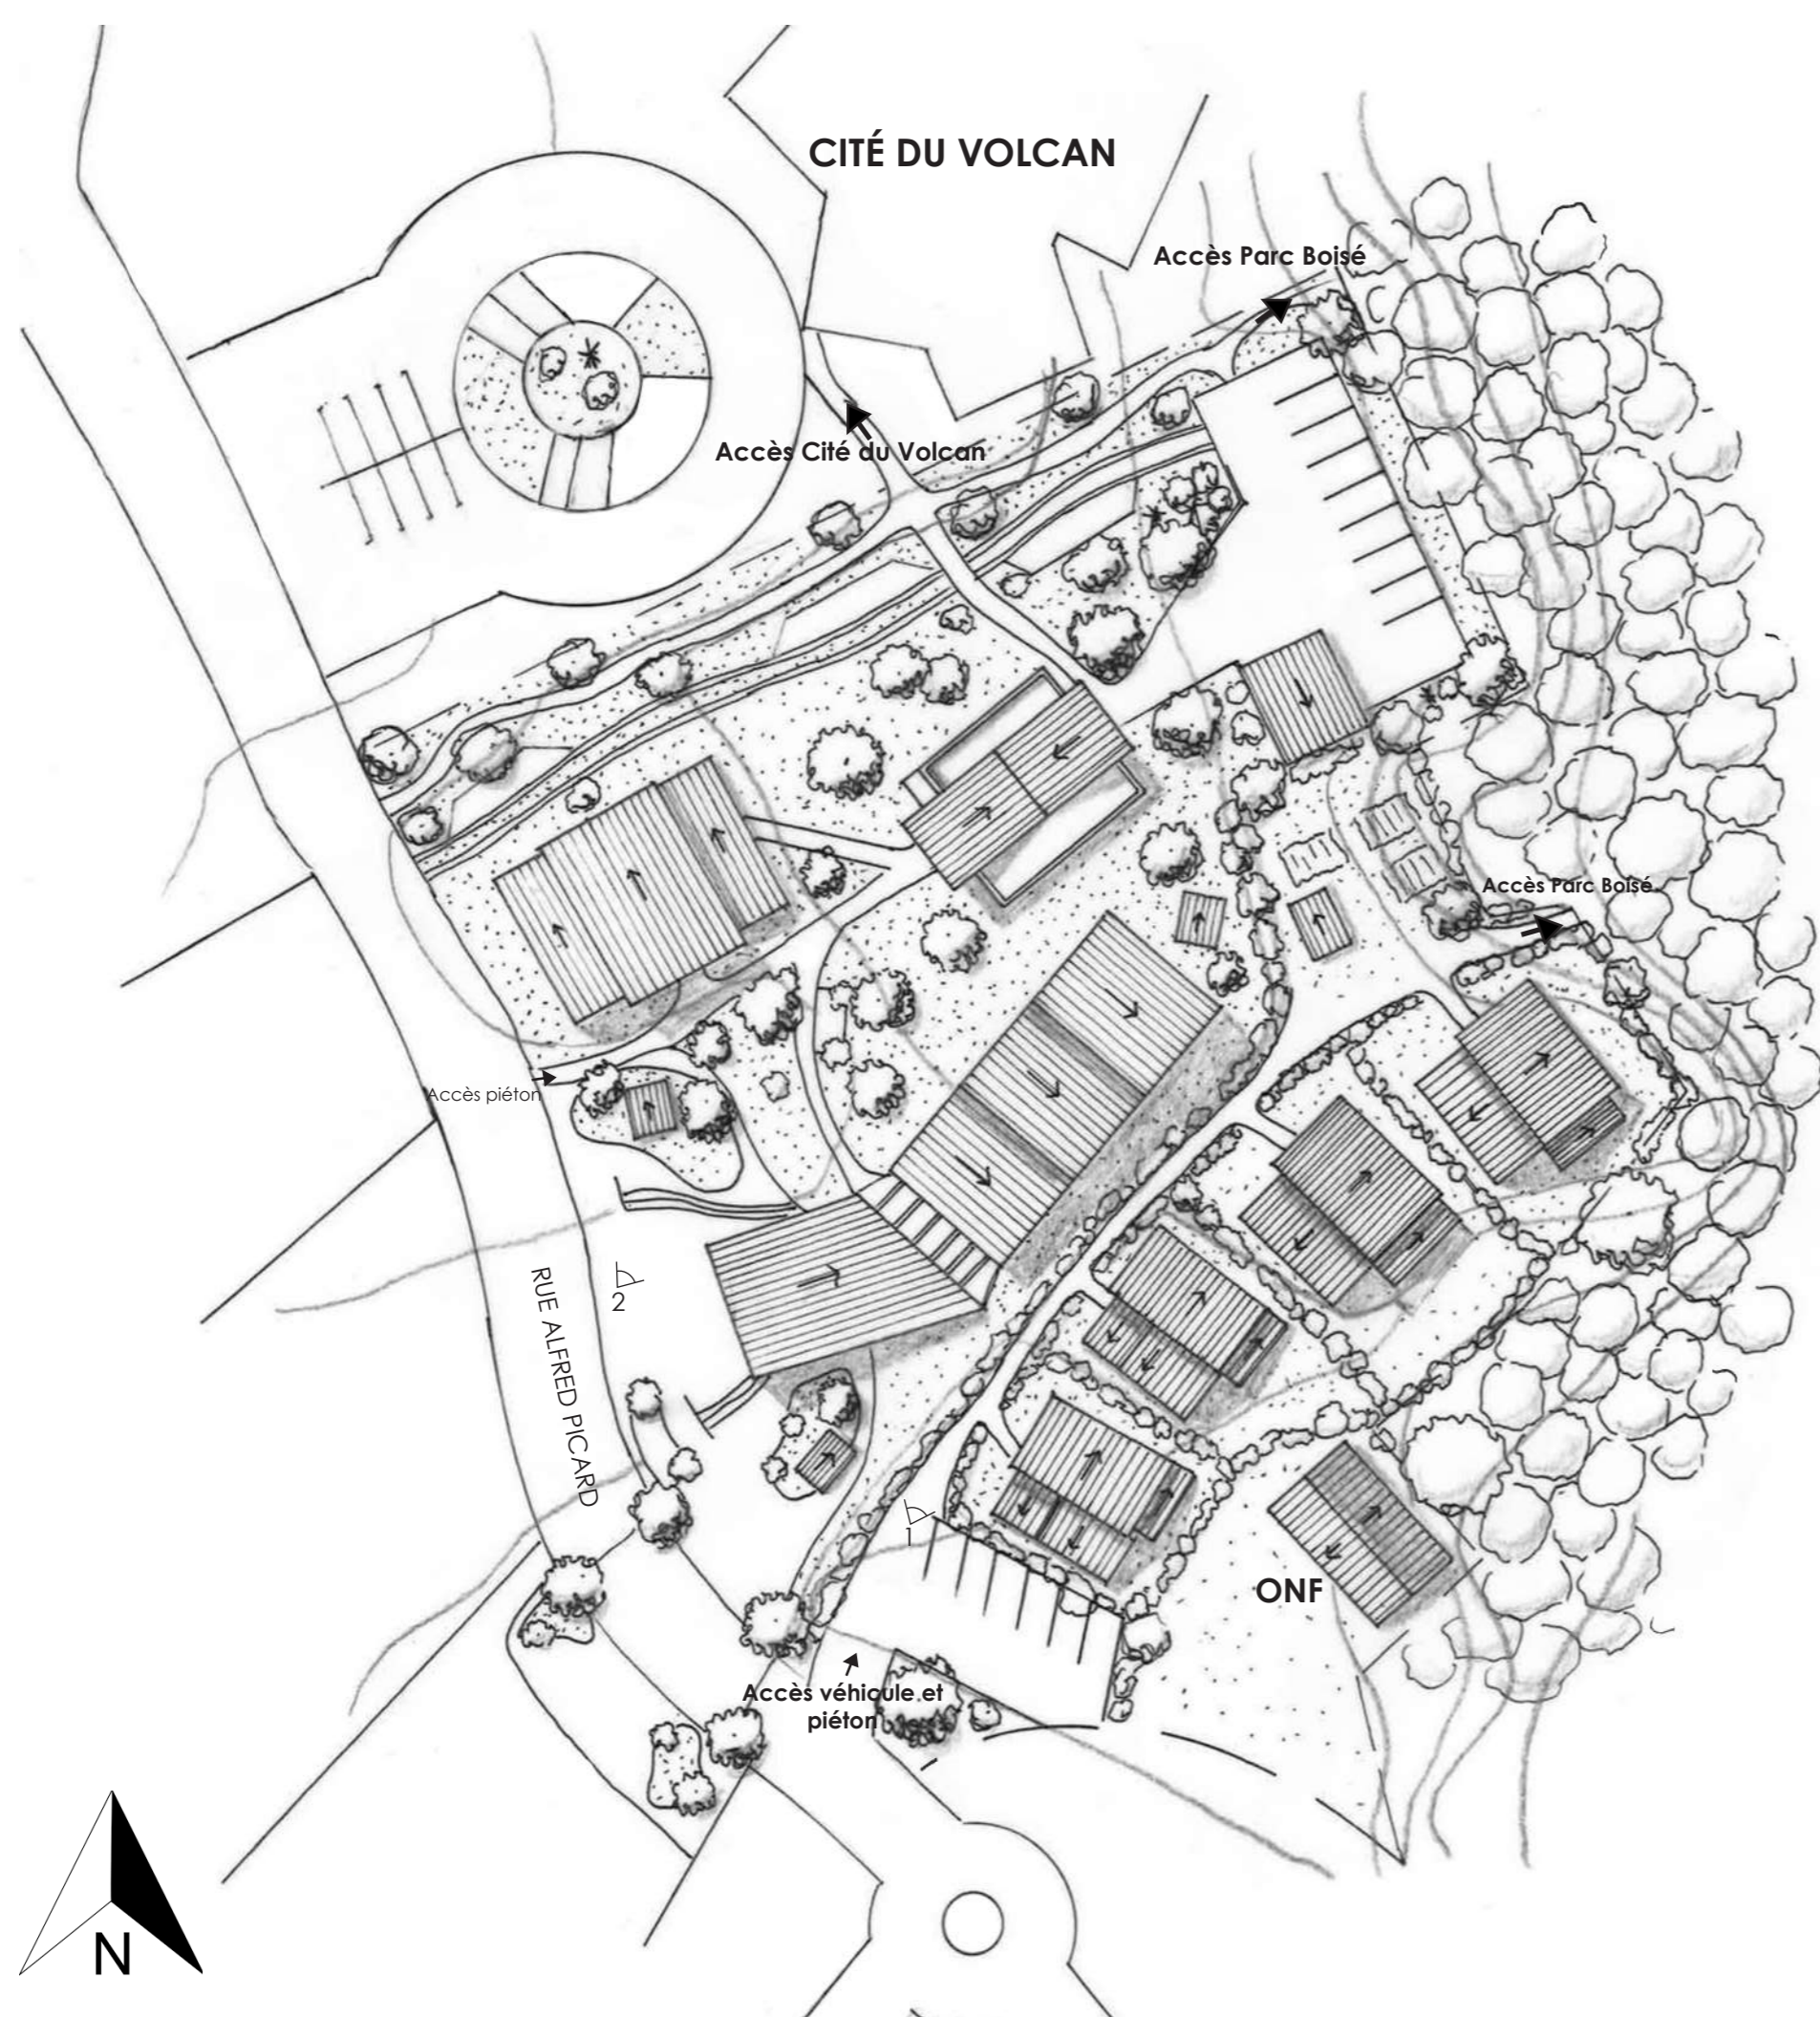 CITÉ DU VOLCAN
Accès Parc Boisé
Accès Cité du Volcan
Accès Parc Boisé
Accès piéton
2
RUE ALFRED PICARD
1
ONF
Accès véhicule et
piéton
N